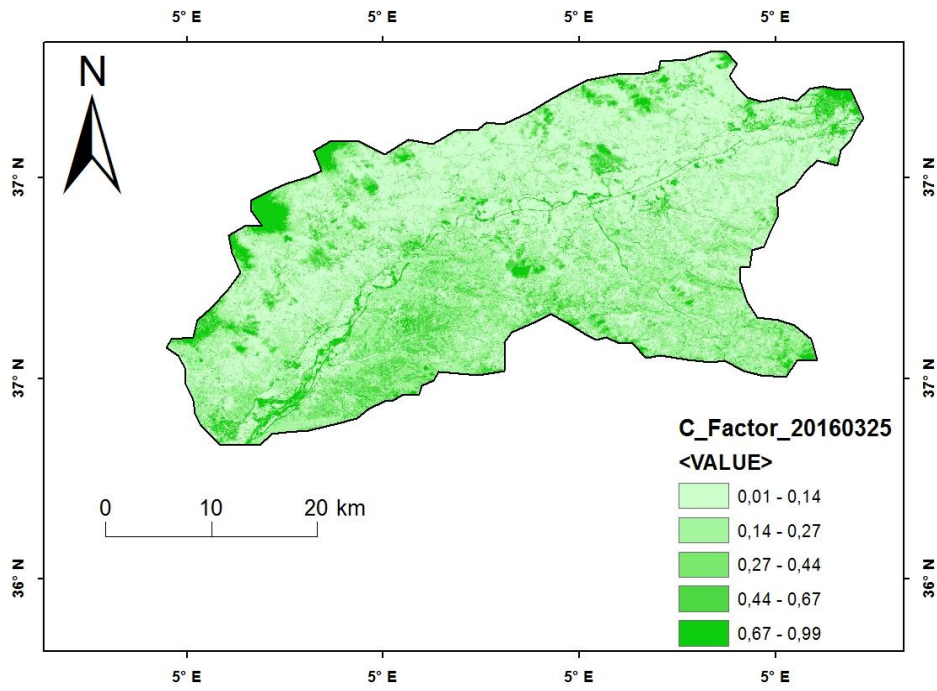 5° E 5° E 5° E 5° E
N
37° N 37° N
37° N 37° N
C_Factor_20160325
<VALUE>
0,01 - 0,14
0 10 20 km
0,14 - 0,27
0,27 - 0,44
36° N 36° N
0,44 - 0,67
0,67 - 0,99
5° E 5° E 5° E 5° E